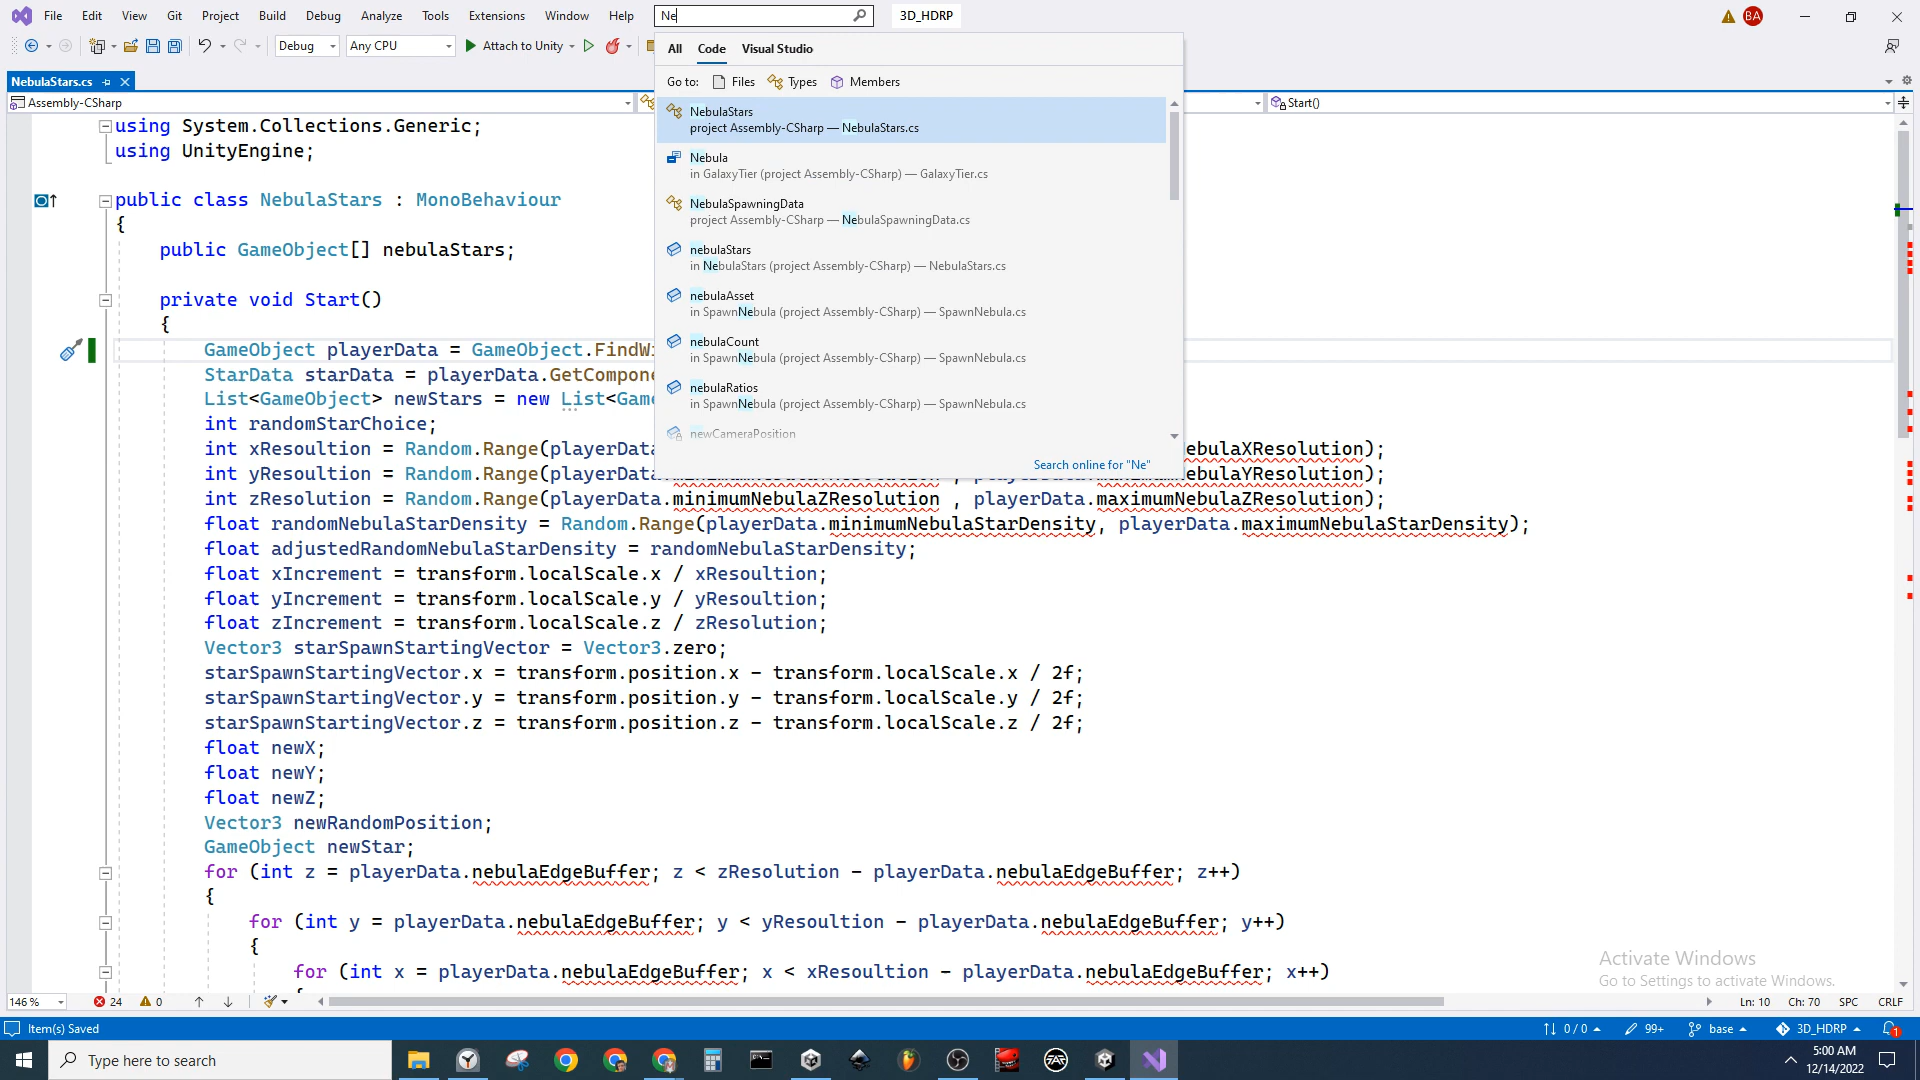 File Edit View Git Project Build Debug Analyze Tools Extensions Window Help Ne 3D_HDRP BA
Debug Any CPU Attach to Unity
All Code Visual Studio
Go to: Files Types Members
NebulaStars.cs
Assembly-CSharp Start()
NebulaStars
project Assembly-CSharp — NebulaStars.cs
Nebula
in GalaxyTier (project Assembly-CSharp) — GalaxyTier.cs
NebulaSpawningData
project Assembly-CSharp — NebulaSpawningData.cs
nebulaStars
in NebulaStars (project Assembly-CSharp) — NebulaStars.cs
nebulaAsset
in SpawnNebula (project Assembly-CSharp) — SpawnNebula.cs
nebulaCount
in SpawnNebula (project Assembly-CSharp) — SpawnNebula.cs
nebulaRatios
in SpawnNebula (project Assembly-CSharp) — SpawnNebula.cs
newCameraPosition
Search online for "Ne"
using System.Collections.Generic;
using UnityEngine;
public class NebulaStars : MonoBehaviour
{
public GameObject[] nebulaStars;
private void Start()
{
GameObject playerData = GameObject.FindWi
StarData starData = playerData.GetCompone
List<GameObject> newStars = new List<Game
int randomStarChoice;
int xResoultion = Random.Range(playerData ebulaXResolution);
int yResoultion = Random.Range(playerData ebulaYResolution);
int zResolution = Random.Range(playerData.minimumNebulaZResolution , playerData.maximumNebulaZResolution);
float randomNebulaStarDensity = Random.Range(playerData.minimumNebulaStarDensity, playerData.maximumNebulaStarDensity);
float adjustedRandomNebulaStarDensity = randomNebulaStarDensity;
float xIncrement = transform.localScale.x / xResoultion;
float yIncrement = transform.localScale.y / yResoultion;
float zIncrement = transform.localScale.z / zResolution;
Vector3 starSpawnStartingVector = Vector3.zero;
starSpawnStartingVector.x = transform.position.x - transform.localScale.x / 2f;
starSpawnStartingVector.y = transform.position.y - transform.localScale.y / 2f;
starSpawnStartingVector.z = transform.position.z - transform.localScale.z / 2f;
float newX;
float newY;
float newZ;
Vector3 newRandomPosition;
GameObject newStar;
for (int z = playerData.nebulaEdgeBuffer; z < zResolution - playerData.nebulaEdgeBuffer; z++)
{
for (int y = playerData.nebulaEdgeBuffer; y < yResoultion - playerData.nebulaEdgeBuffer; y++)
{
for (int x = playerData.nebulaEdgeBuffer; x < xResoultion - playerData.nebulaEdgeBuffer; x++)
Activate Windows
Go to Settings to activate Windows.
146 % 24 0 Ln: 10 Ch: 70 SPC CRLF
Item(s) Saved 0 / 0 99+ base 3D_HDRP 1
Type here to search 5:00 AM
12/14/2022